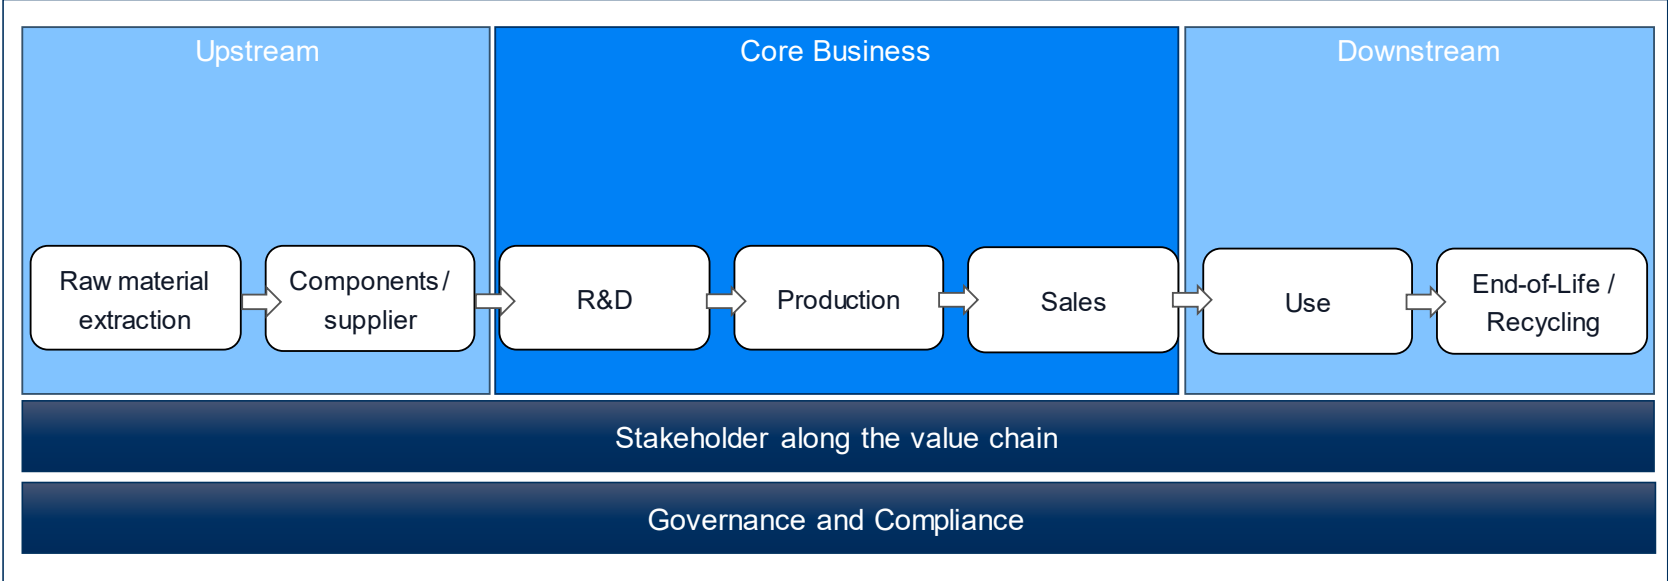 Upstream
Core Business
Downstream
Raw material
extraction
Components/
supplier
R&D
Production
Sales
Use
End-of-Life /
Recycling
Stakeholder along the value chain
Governance and Compliance